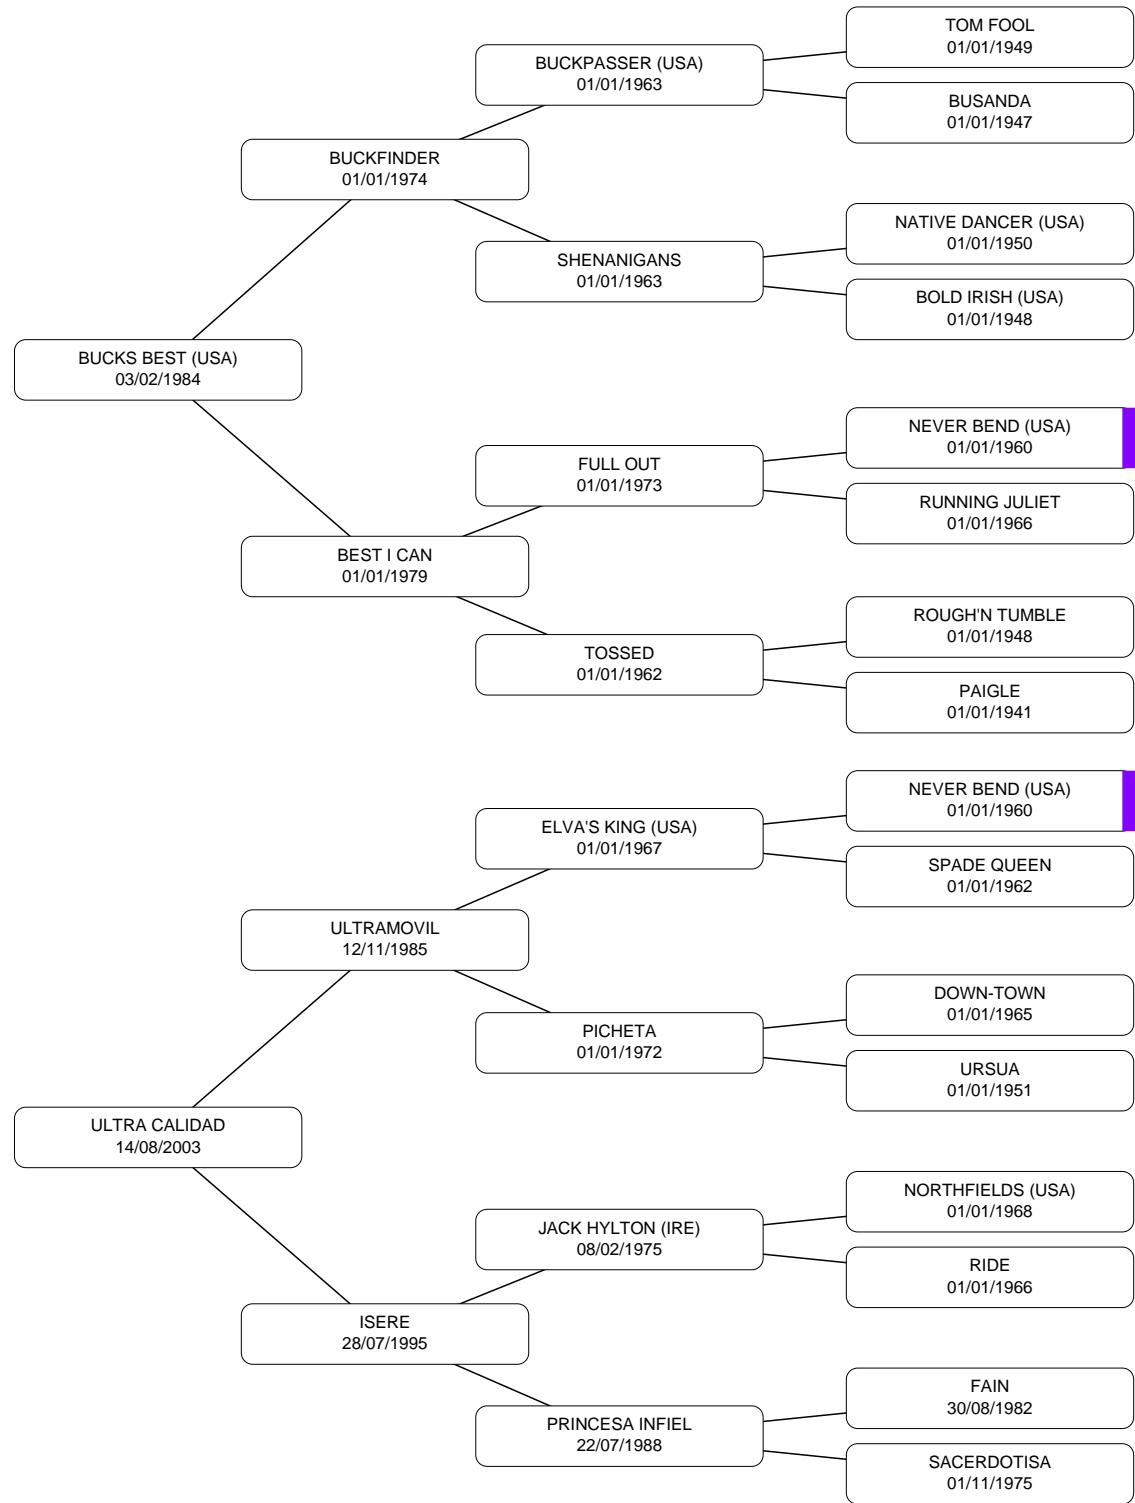 TOM FOOL
01/01/1949
BUCKPASSER (USA)
01/01/1963
BUSANDA
01/01/1947
BUCKFINDER
01/01/1974
NATIVE DANCER (USA)
01/01/1950
SHENANIGANS
01/01/1963
BOLD IRISH (USA)
01/01/1948
BUCKS BEST (USA)
03/02/1984
NEVER BEND (USA)
01/01/1960
FULL OUT
01/01/1973
RUNNING JULIET
01/01/1966
BEST I CAN
01/01/1979
ROUGH'N TUMBLE
01/01/1948
TOSSED
01/01/1962
PAIGLE
01/01/1941
NEVER BEND (USA)
01/01/1960
ELVA'S KING (USA)
01/01/1967
SPADE QUEEN
01/01/1962
ULTRAMOVIL
12/11/1985
DOWN-TOWN
01/01/1965
PICHETA
01/01/1972
URSUA
01/01/1951
ULTRA CALIDAD
14/08/2003
NORTHFIELDS (USA)
01/01/1968
JACK HYLTON (IRE)
08/02/1975
RIDE
01/01/1966
ISERE
28/07/1995
FAIN
30/08/1982
PRINCESA INFIEL
22/07/1988
SACERDOTISA
01/11/1975